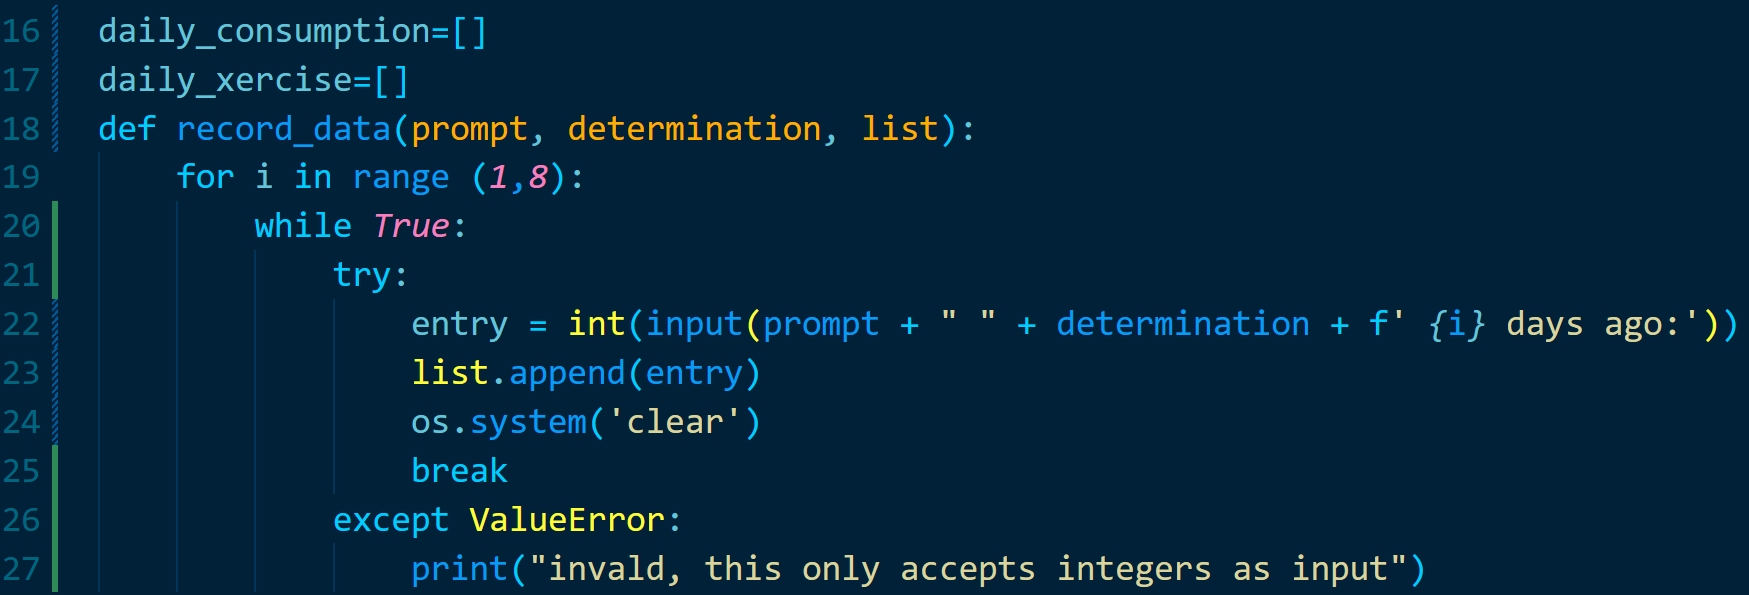 16 daily_consumption=[]
17 daily_xercise=[]
18 def record_data(prompt, determination, list):
19     for i in range (1,8):
20         while True:
21             try:
22                 entry = int(input(prompt + " " + determination + f' {i} days ago:'))
23                 list.append(entry)
24                 os.system('clear')
25                 break
26             except ValueError:
27                 print("invald, this only accepts integers as input")